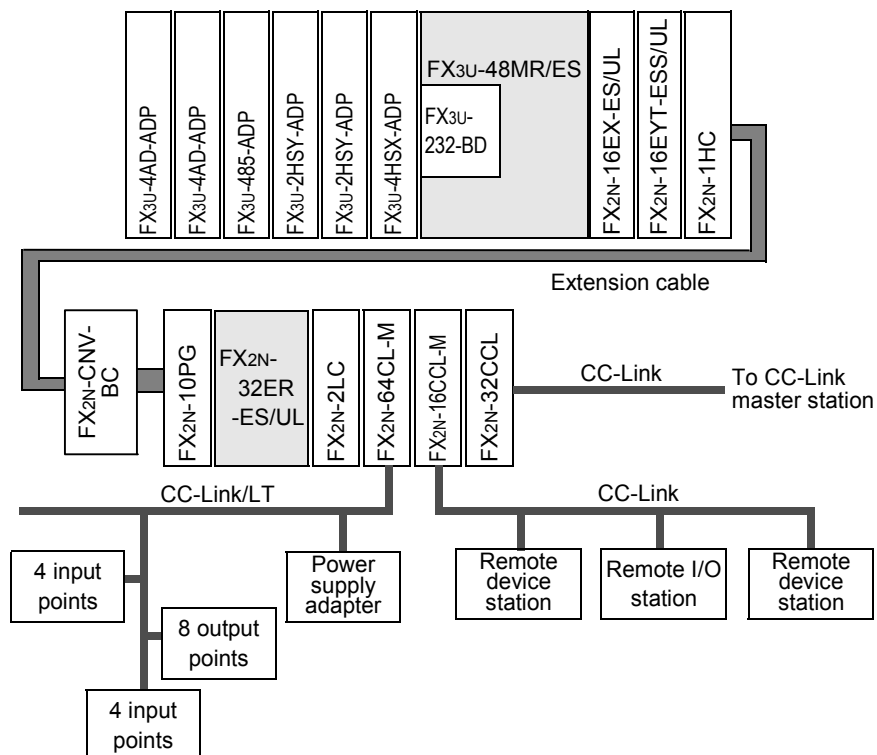 FX3U-4AD-ADP
FX3U-4AD-ADP
FX3U-485-ADP
FX3U-2HSY-ADP
FX3U-2HSY-ADP
FX3U-4HSX-ADP
FX3U-48MR/ES
FX3U-
232-BD
FX2N-16EX-ES/UL
FX2N-16EYT-ESS/UL
FX2N-1HC
Extension cable
FX2N-CNV-
BC
FX2N-10PG
FX2N-
32ER
-ES/UL
FX2N-2LC
FX2N-64CL-M
FX2N-16CCL-M
FX2N-32CCL
CC-Link
To CC-Link
master station
CC-Link/LT
CC-Link
4 input
points
8 output
points
4 input
points
Power
supply
adapter
Remote
device
station
Remote I/O
station
Remote
device
station